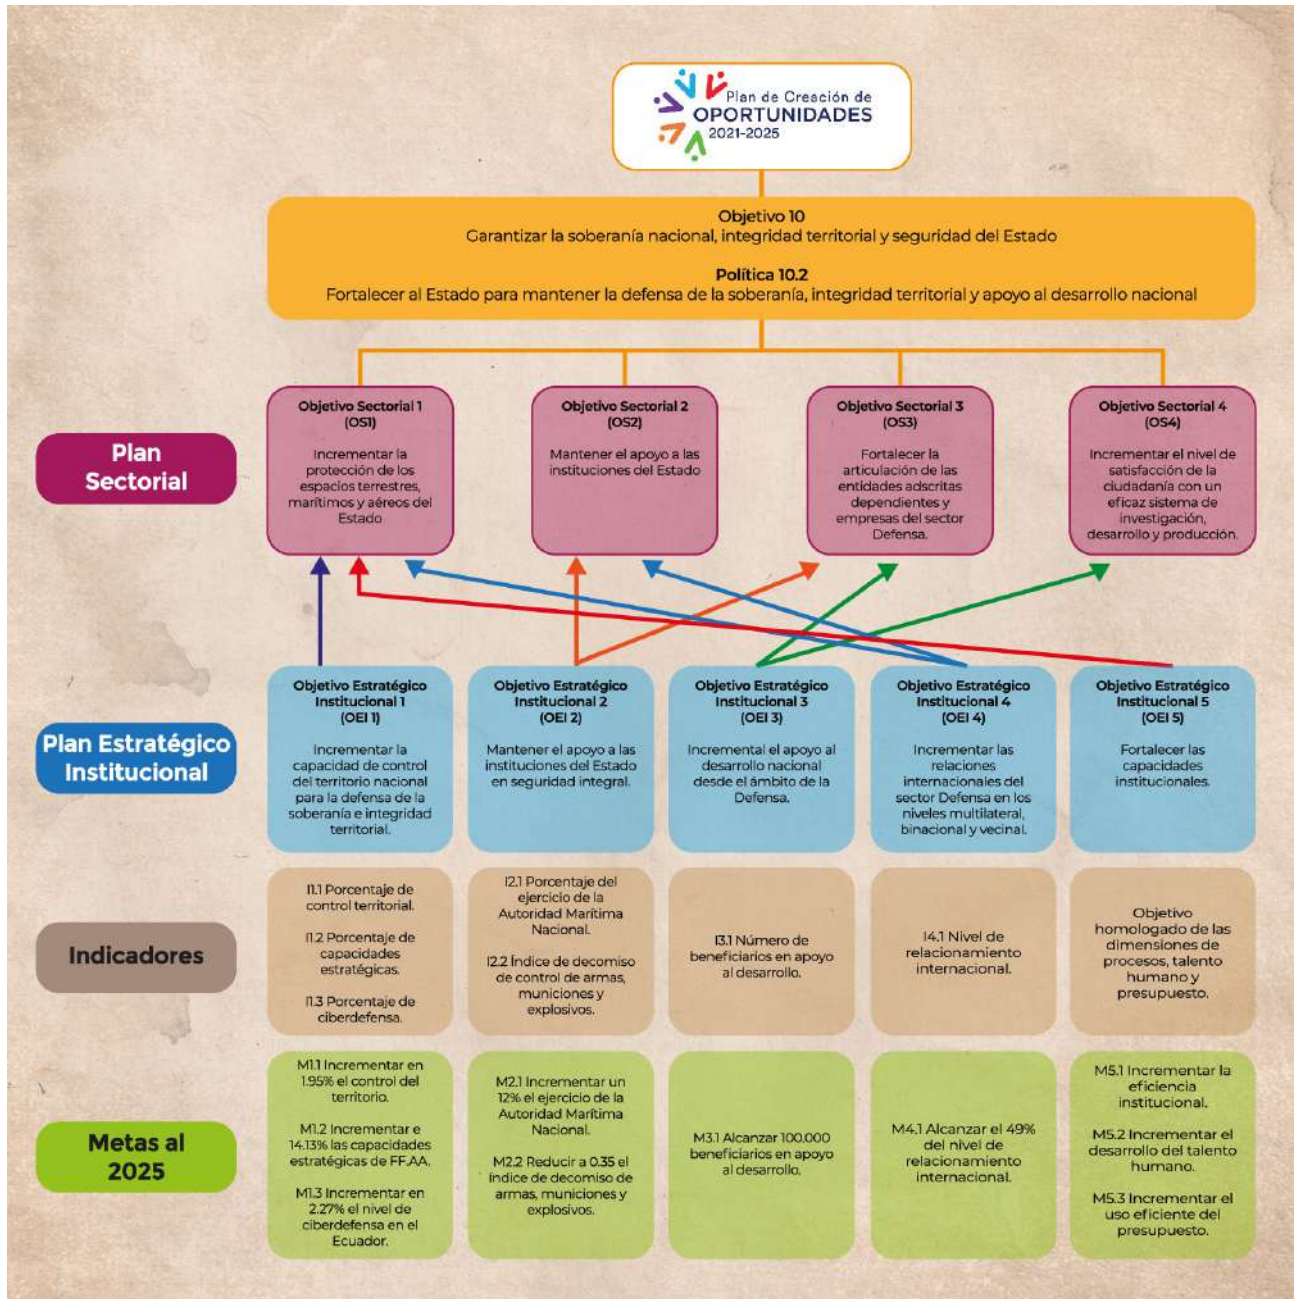 Plan de Creación de
OPORTUNIDADES
2021-2025
Objetivo 10
Garantizar la soberanía nacional, integridad territorial y seguridad del Estado
Política 10.2
Fortalecer al Estado para mantener la defensa de la soberanía, integridad territorial y apoyo al desarrollo nacional
Plan
Sectorial
Objetivo Sectorial 1
(OS1)
Incrementar la
protección de los
espacios terrestres,
marítimos y aéreos del
Estado
Objetivo Sectorial 2
(OS2)
Mantener el apoyo a las
instituciones del Estado
Objetivo Sectorial 3
(OS3)
Fortalecer la
articulación de las
entidades adscritas
dependientes y
empresas del sector
Defensa.
Objetivo Sectorial 4
(OS4)
Incrementar el nivel de
satisfacción de la
ciudadanía con un
eficaz sistema de
investigación,
desarrollo y producción.
Plan Estratégico
Institucional
Objetivo Estratégico
Institucional 1
(OEI 1)
Incrementar la
capacidad de control
del territorio nacional
para la defensa de la
soberanía e integridad
territorial.
Objetivo Estratégico
Institucional 2
(OEI 2)
Mantener el apoyo a las
instituciones del Estado
en seguridad integral.
Objetivo Estratégico
Institucional 3
(OEI 3)
Incremental el apoyo al
desarrollo nacional
desde el ámbito de la
Defensa.
Objetivo Estratégico
Institucional 4
(OEI 4)
Incrementar las
relaciones
internacionales del
sector Defensa en los
niveles multilateral,
binacional y vecinal.
Objetivo Estratégico
Institucional 5
(OEI 5)
Fortalecer las
capacidades
institucionales.
Indicadores
I1.1 Porcentaje de
control territorial.
I1.2 Porcentaje de
capacidades
estratégicas.
I1.3 Porcentaje de
ciberdefensa.
I2.1 Porcentaje del
ejercicio de la
Autoridad Marítima
Nacional.
I2.2 Índice de decomiso
de control de armas,
municiones y
explosivos.
I3.1 Número de
beneficiarios en apoyo
al desarrollo.
I4.1 Nivel de
relacionamiento
internacional.
Objetivo
homologado de las
dimensiones de
procesos, talento
humano y
presupuesto.
Metas al
2025
M1.1 Incrementar en
1.95% el control del
territorio.
M1.2 Incrementar e
14.13% las capacidades
estratégicas de FF.AA.
M1.3 Incrementar en
2.27% el nivel de
ciberdefensa en el
Ecuador.
M2.1 Incrementar un
12% el ejercicio de la
Autoridad Marítima
Nacional.
M2.2 Reducir a 0.35 el
índice de decomiso de
armas, municiones y
explosivos.
M3.1 Alcanzar 100.000
beneficiarios en apoyo
al desarrollo.
M4.1 Alcanzar el 49%
del nivel de
relacionamiento
internacional.
M5.1 Incrementar la
eficiencia
institucional.
M5.2 Incrementar el
desarrollo del talento
humano.
M5.3 Incrementar el
uso eficiente del
presupuesto.